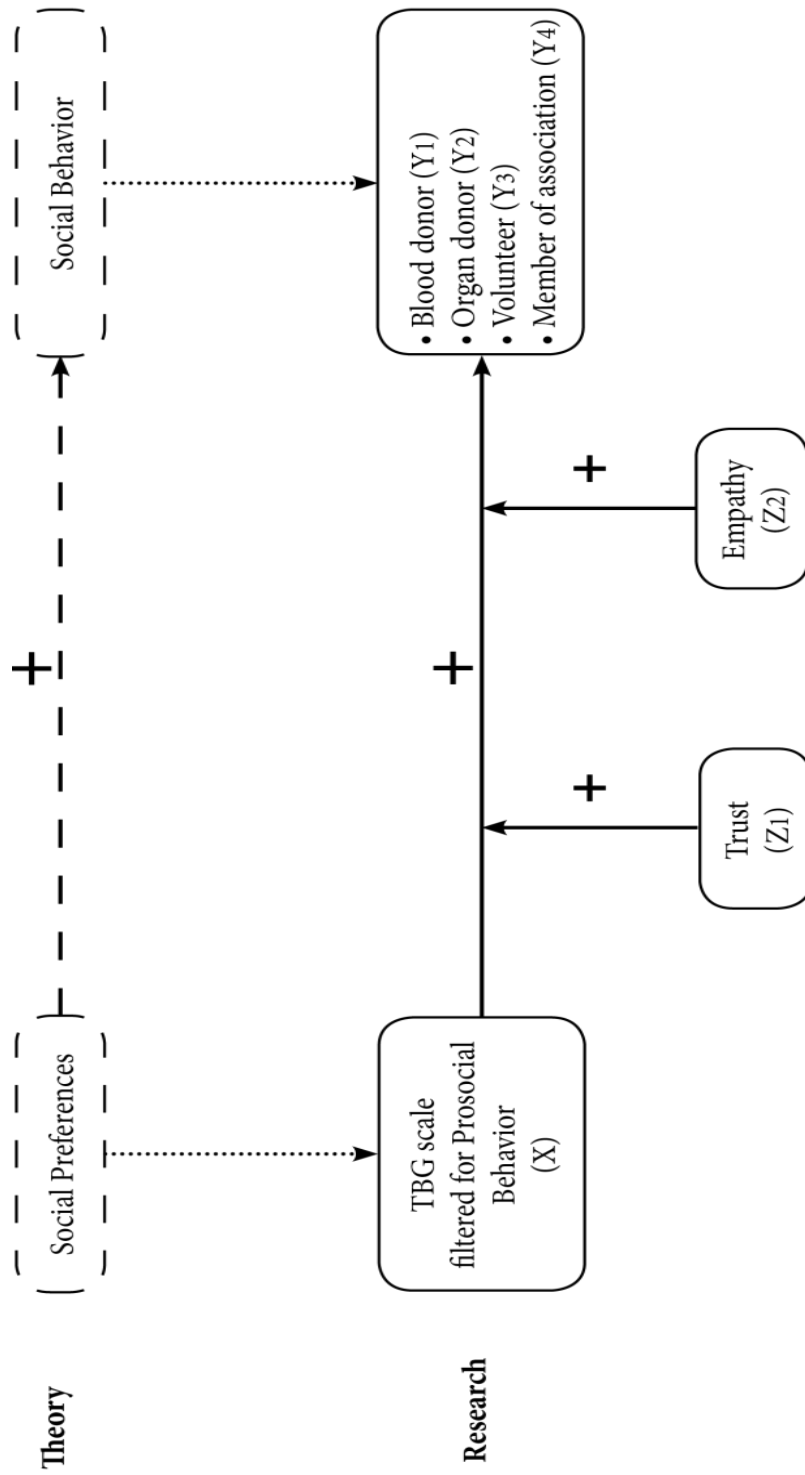 Theory
Social Preferences
+
Social Behavior
Research
TBG scale
filtered for Prosocial
Behavior
(X)
+
• Blood donor (Y1)
• Organ donor (Y2)
• Volunteer (Y3)
• Member of association (Y4)
+
+
Trust
(Z1)
Empathy
(Z2)